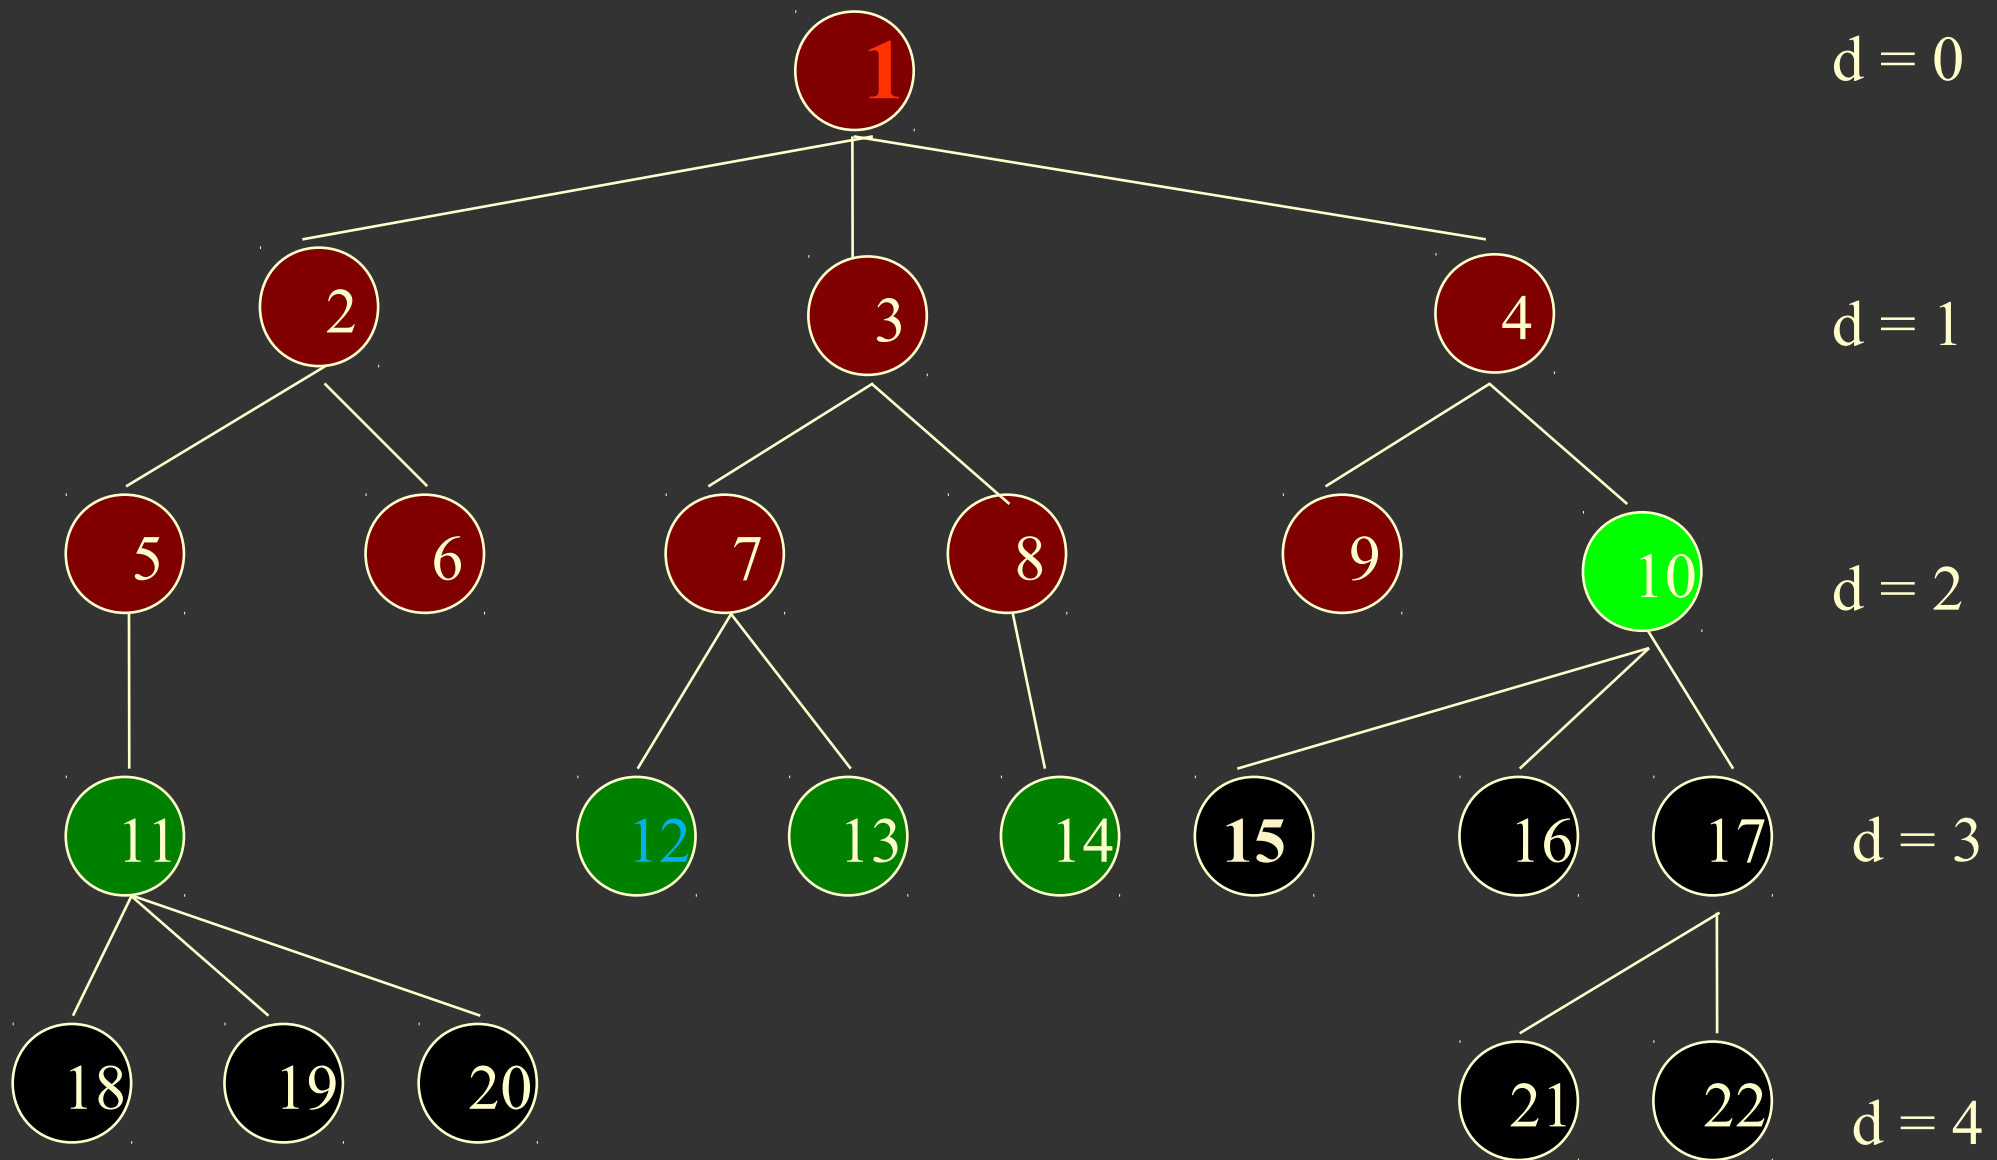 1 d = 0
2 3 4 d = 1
5 6 7 8 9 10 d = 2
11 12 13 14 15 16 17 d = 3
18 19 20 21 22 d = 4